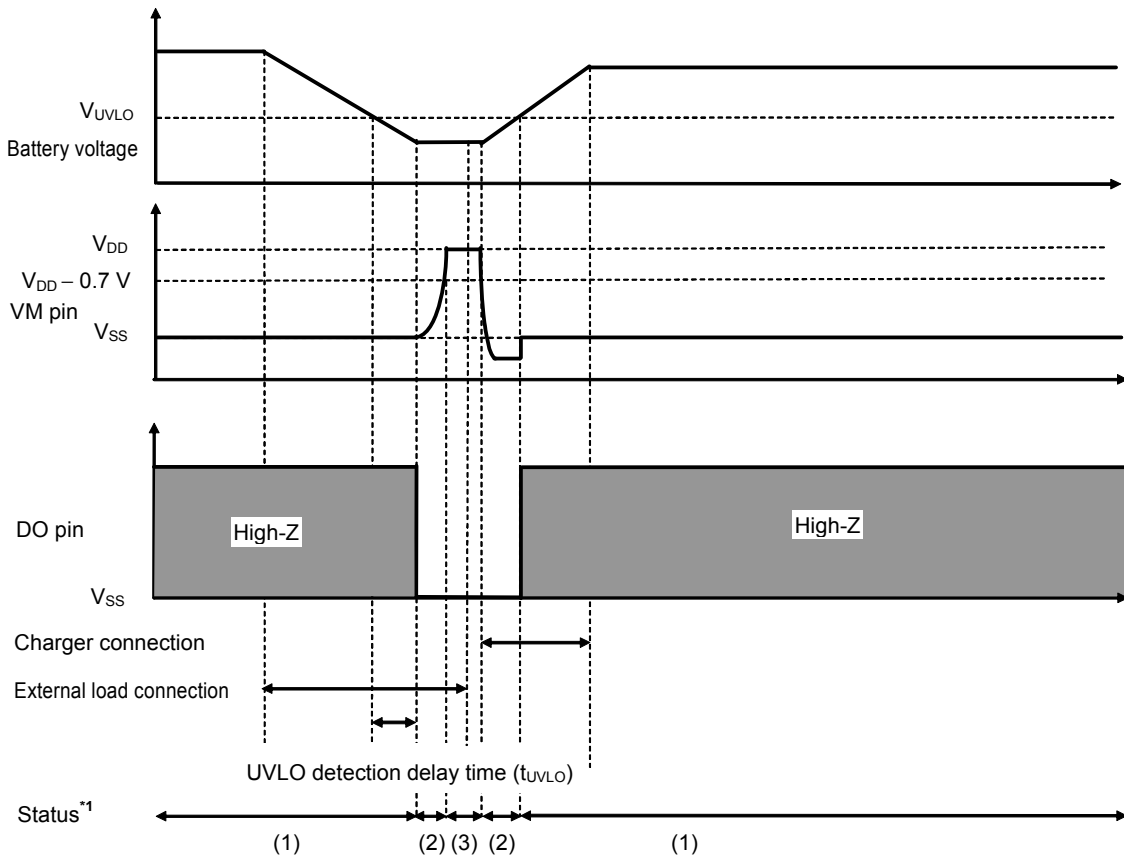 VUVLO
Battery voltage
VDD
VDD – 0.7 V
VM pin
VSS
DO pin
High-Z
High-Z
VSS
Charger connection
External load connection
UVLO detection delay time (tUVLO)
Status*1
(1) (2) (3) (2) (1)